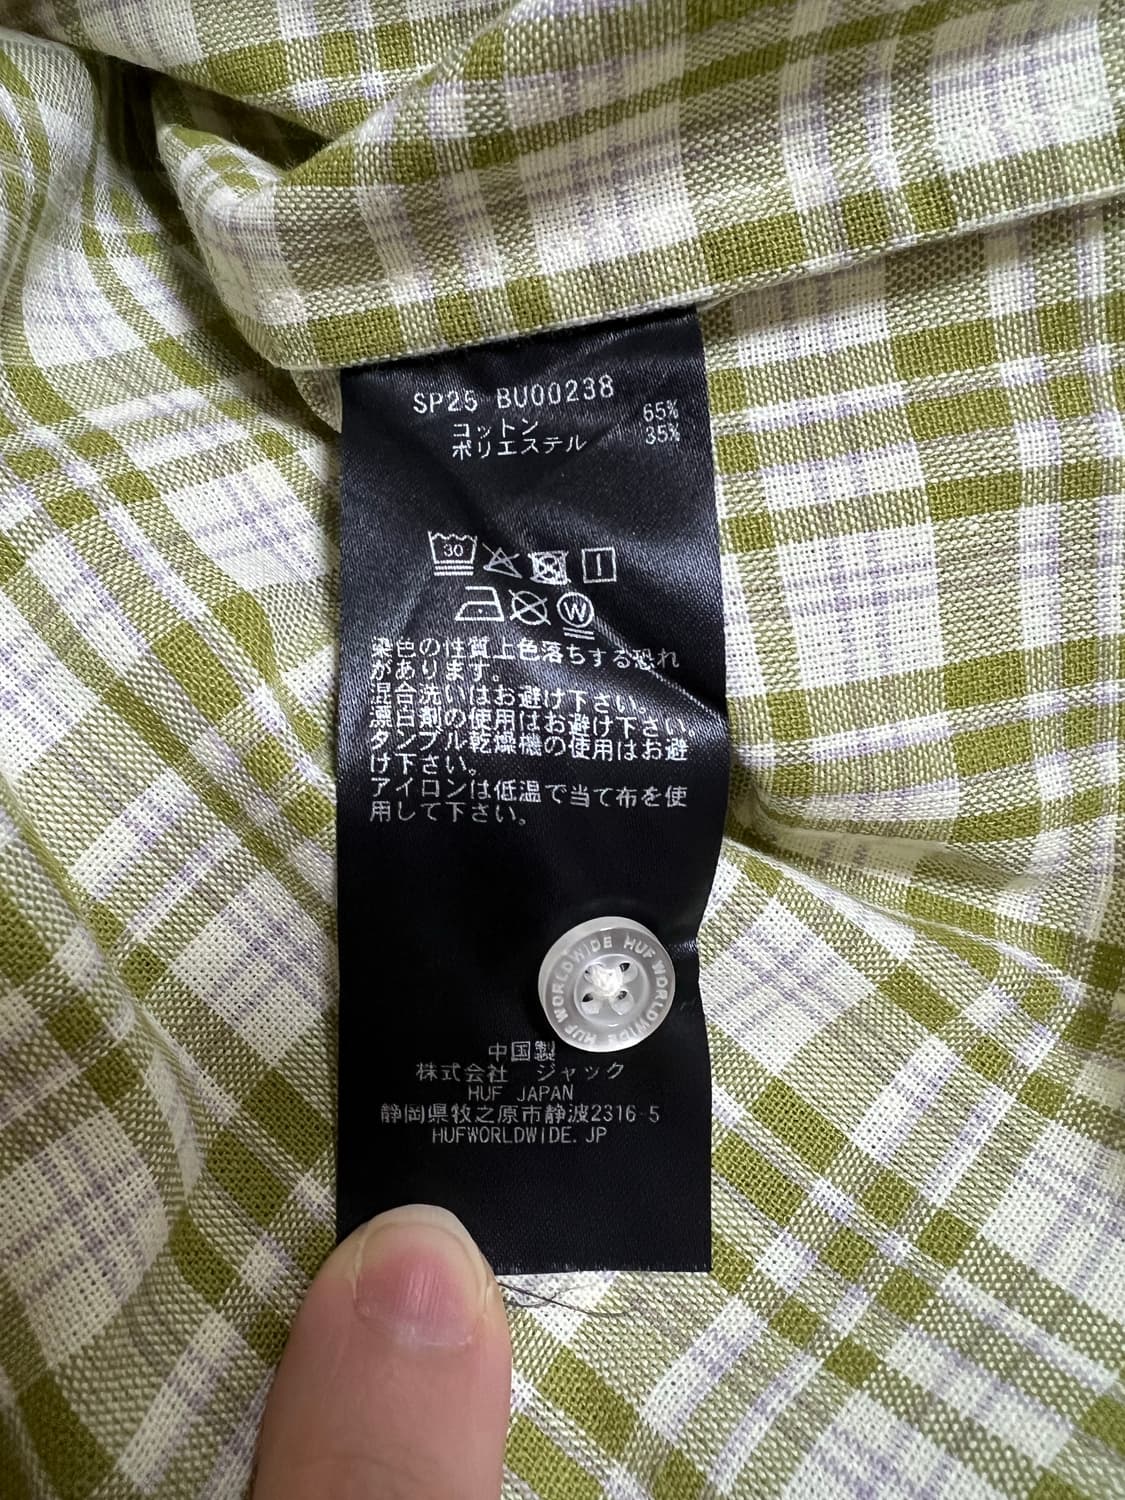 SP25 BU00238
コットン 65%
ポリエステル 35%
30
W
染色の性質上色落ちする恐れ
があります。
混合洗いはお避け下さい。
漂白剤の使用はお避け下さい。
タンブル乾燥機の使用はお避
け下さい。
アイロンは低温で当て布を使
用して下さい。
HUF WORLDWIDE HUF WORLDWIDE
中国製
株式会社 ジャック
HUF JAPAN
静岡県牧之原市静波2316-5
HUFWORLDWIDE.JP